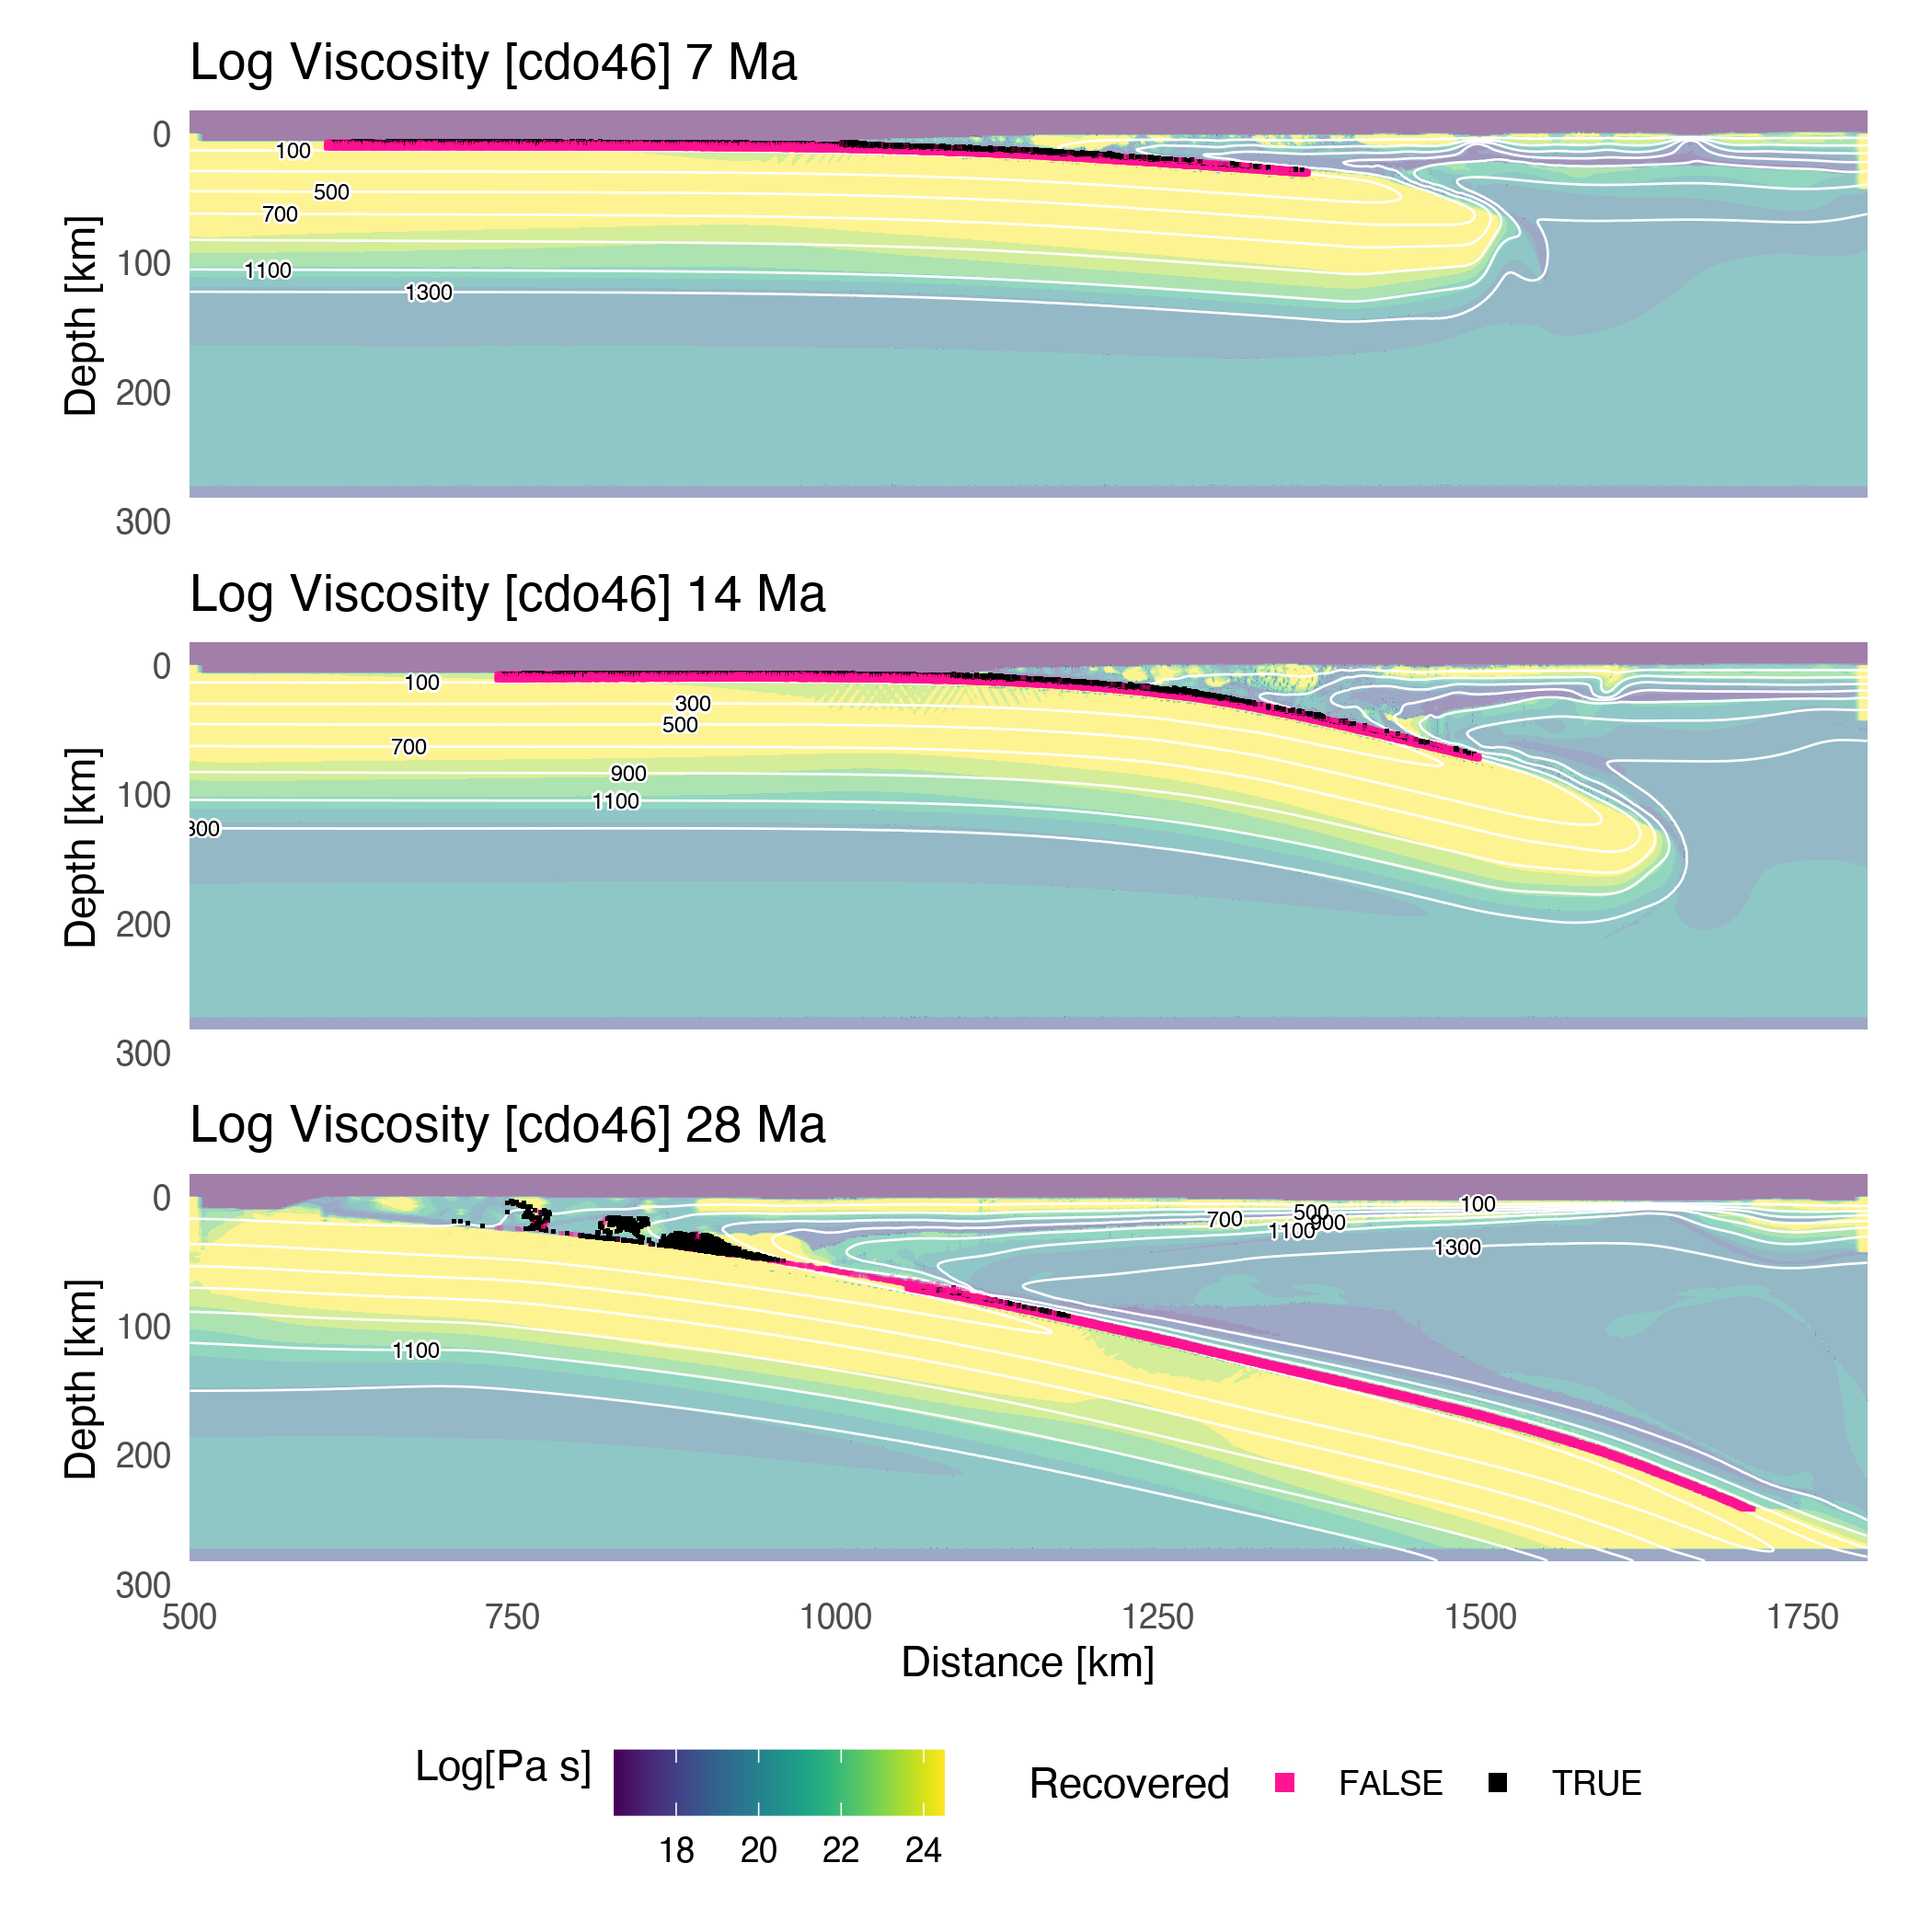 Log Viscosity [cdo46] 7 Ma
0
100
200
300
Depth [km]
100
500
700
1100
1300
Log Viscosity [cdo46] 14 Ma
0
100
200
300
Depth [km]
100
300
500
700
900
1100
300
Log Viscosity [cdo46] 28 Ma
0
100
200
300
Depth [km]
100
500
700
900
1100
1300
1100
500 750 1000 1250 1500 1750
Distance [km]
Log[Pa s]
18 20 22 24
Recovered FALSE TRUE